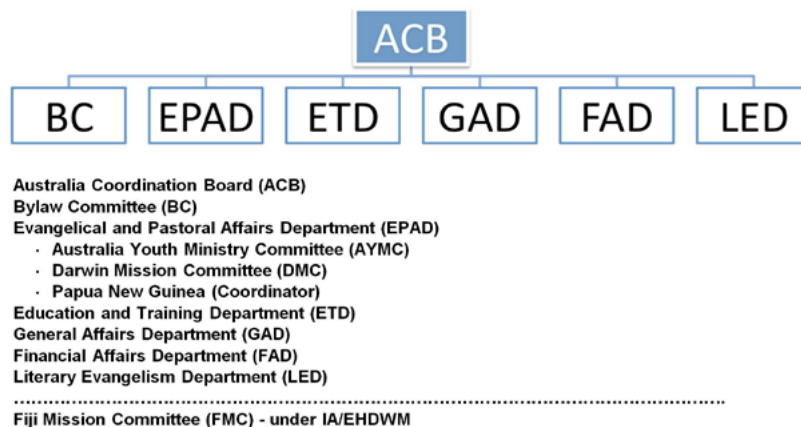 ACB
BC EPAD ETD GAD FAD LED
Australia Coordination Board (ACB)
Bylaw Committee (BC)
Evangelical and Pastoral Affairs Department (EPAD)
· Australia Youth Ministry Committee (AYMC)
· Darwin Mission Committee (DMC)
· Papua New Guinea (Coordinator)
Education and Training Department (ETD)
General Affairs Department (GAD)
Financial Affairs Department (FAD)
Literary Evangelism Department (LED)
Fiji Mission Committee (FMC) - under IA/EHDWM